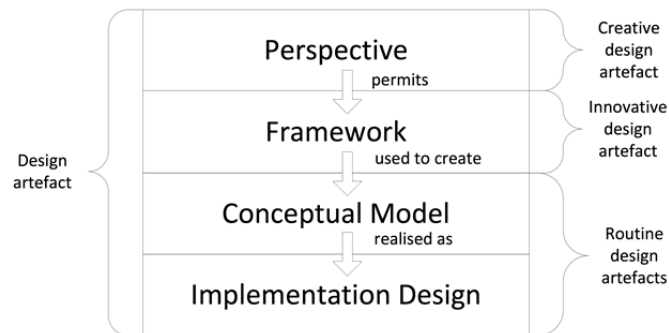 Perspective
permits
Framework
used to create
Conceptual Model
realised as
Implementation Design
Design
artefact
Creative
design
artefact
Innovative
design
artefact
Routine
design
artefacts